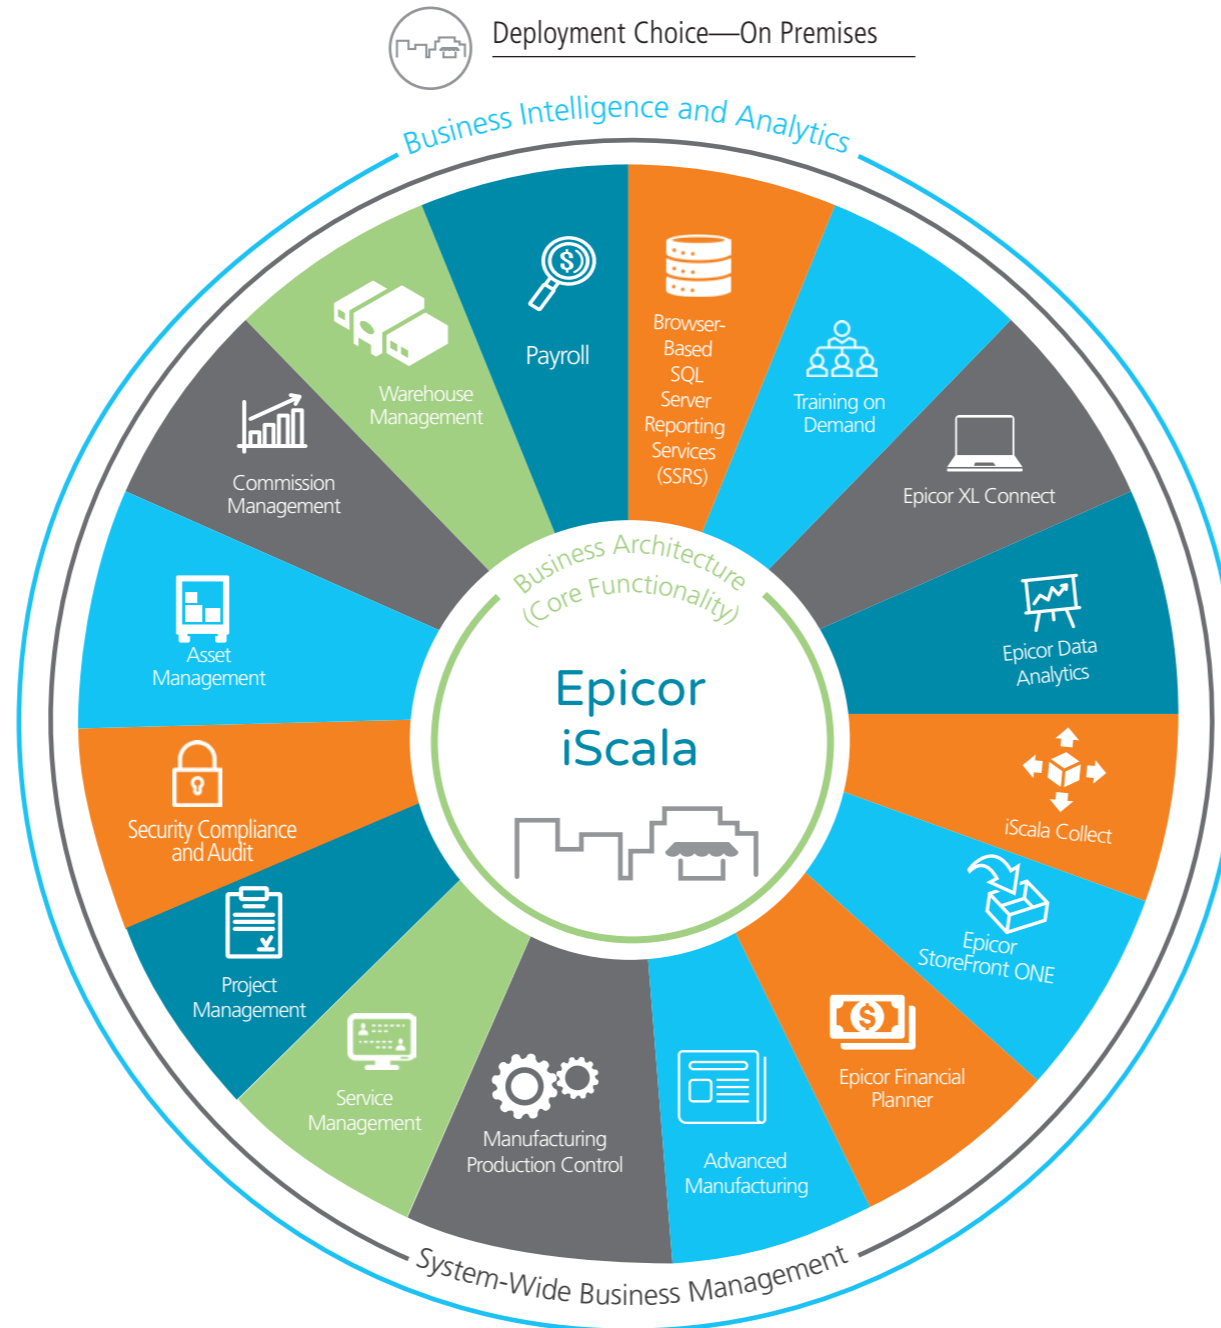 Deployment Choice—On Premises
Business Intelligence and Analytics
Payroll
Browser-
Based
SQL
Server
Reporting
Services
(SSRS)
Training on
Demand
Epicor XL Connect
Epicor Data
Analytics
iScala Collect
Epicor
StoreFront ONE
Epicor Financial
Planner
Advanced
Manufacturing
Manufacturing
Production Control
Service
Management
Project
Management
Security Compliance
and Audit
Asset
Management
Commission
Management
Warehouse
Management
Business Architecture
(Core Functionality)
Epicor
iScala
System-Wide Business Management